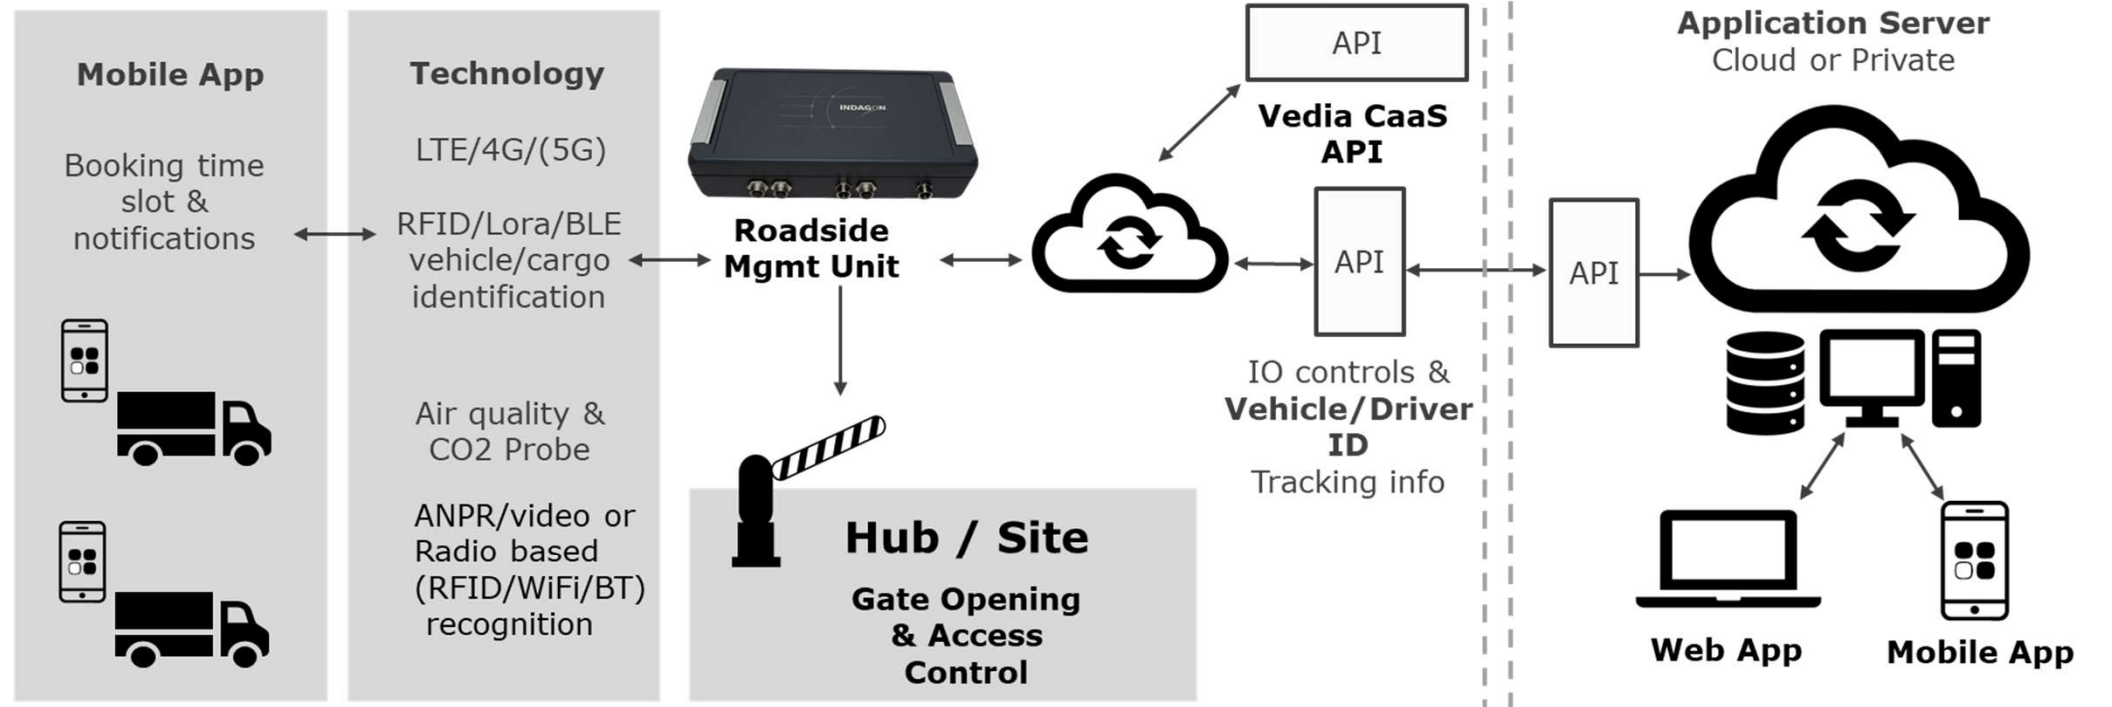 Mobile App
Booking time
slot &
notifications
Technology
LTE/4G/(5G)
RFID/Lora/BLE
vehicle/cargo
identification
Air quality &
CO2 Probe
ANPR/video or
Radio based
(RFID/WiFi/BT)
recognition
INDAGON
Roadside
Mgmt Unit
Hub / Site
Gate Opening
& Access
Control
API
Vedia CaaS
API
API
IO controls &
Vehicle/Driver
ID
Tracking info
API
Application Server
Cloud or Private
Web App
Mobile App